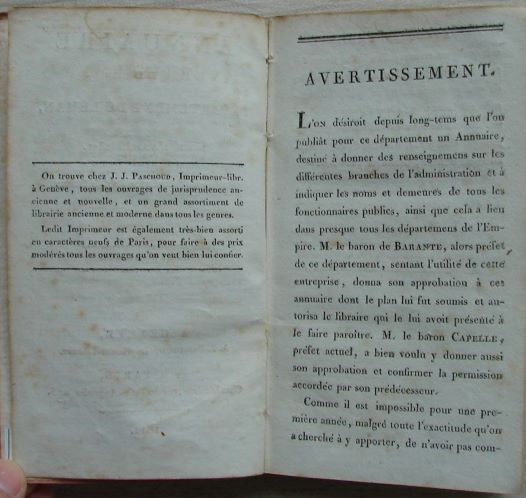 On trouve chez J. J. PASCHOUD, Imprimeur-libr.
à Genève, tous les ouvrages de jurisprudence an-
cienne et nouvelle, et un grand assortiment de
librairie ancienne et moderne dans tous les genres.
Ledit Imprimeur est également très-bien assorti
en caractères neufs de Paris, pour faire à des prix
modérés tous les ouvrages qu'on veut bien lui confier.
AVERTISSEMENT.
L'ON désiroit depuis long-tems que l'on
publiât pour ce département un Annuaire,
destiné à donner des renseignemens sur les
différentes branches de l'administration et à
indiquer les noms et demeures de tous les
fonctionnaires publics, ainsi que cela a lieu
dans presque tous les départemens de l'Em-
pire. M. le baron de BARANTE, alors préfet
de ce département, sentant l'utilité de cette
entreprise, donna son approbation à cet
annuaire dont le plan lui fut soumis et au-
torisa le libraire qui le lui avoit présenté à
le faire paroître. M. le baron CAPELLE,
préfet actuel, a bien voulu y donner aussi
son approbation et confirmer la permission
accordée par son prédécesseur.
Comme il est impossible pour une pre-
mière année, malgré toute l'exactitude qu'on
a cherché à y apporter, de n'avoir pas com-